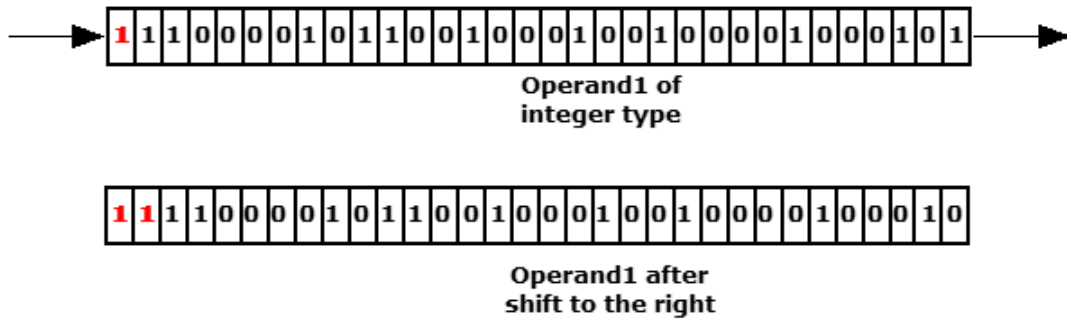 1 1 1 0 0 0 0 1 0 1 1 0 0 1 0 0 0 1 0 0 1 0 0 0 0 1 0 0 0 1 0 1
Operand1 of
integer type
1 1 1 1 0 0 0 0 1 0 1 1 0 0 1 0 0 0 1 0 0 1 0 0 0 0 1 0 0 0 1 0
Operand1 after
shift to the right